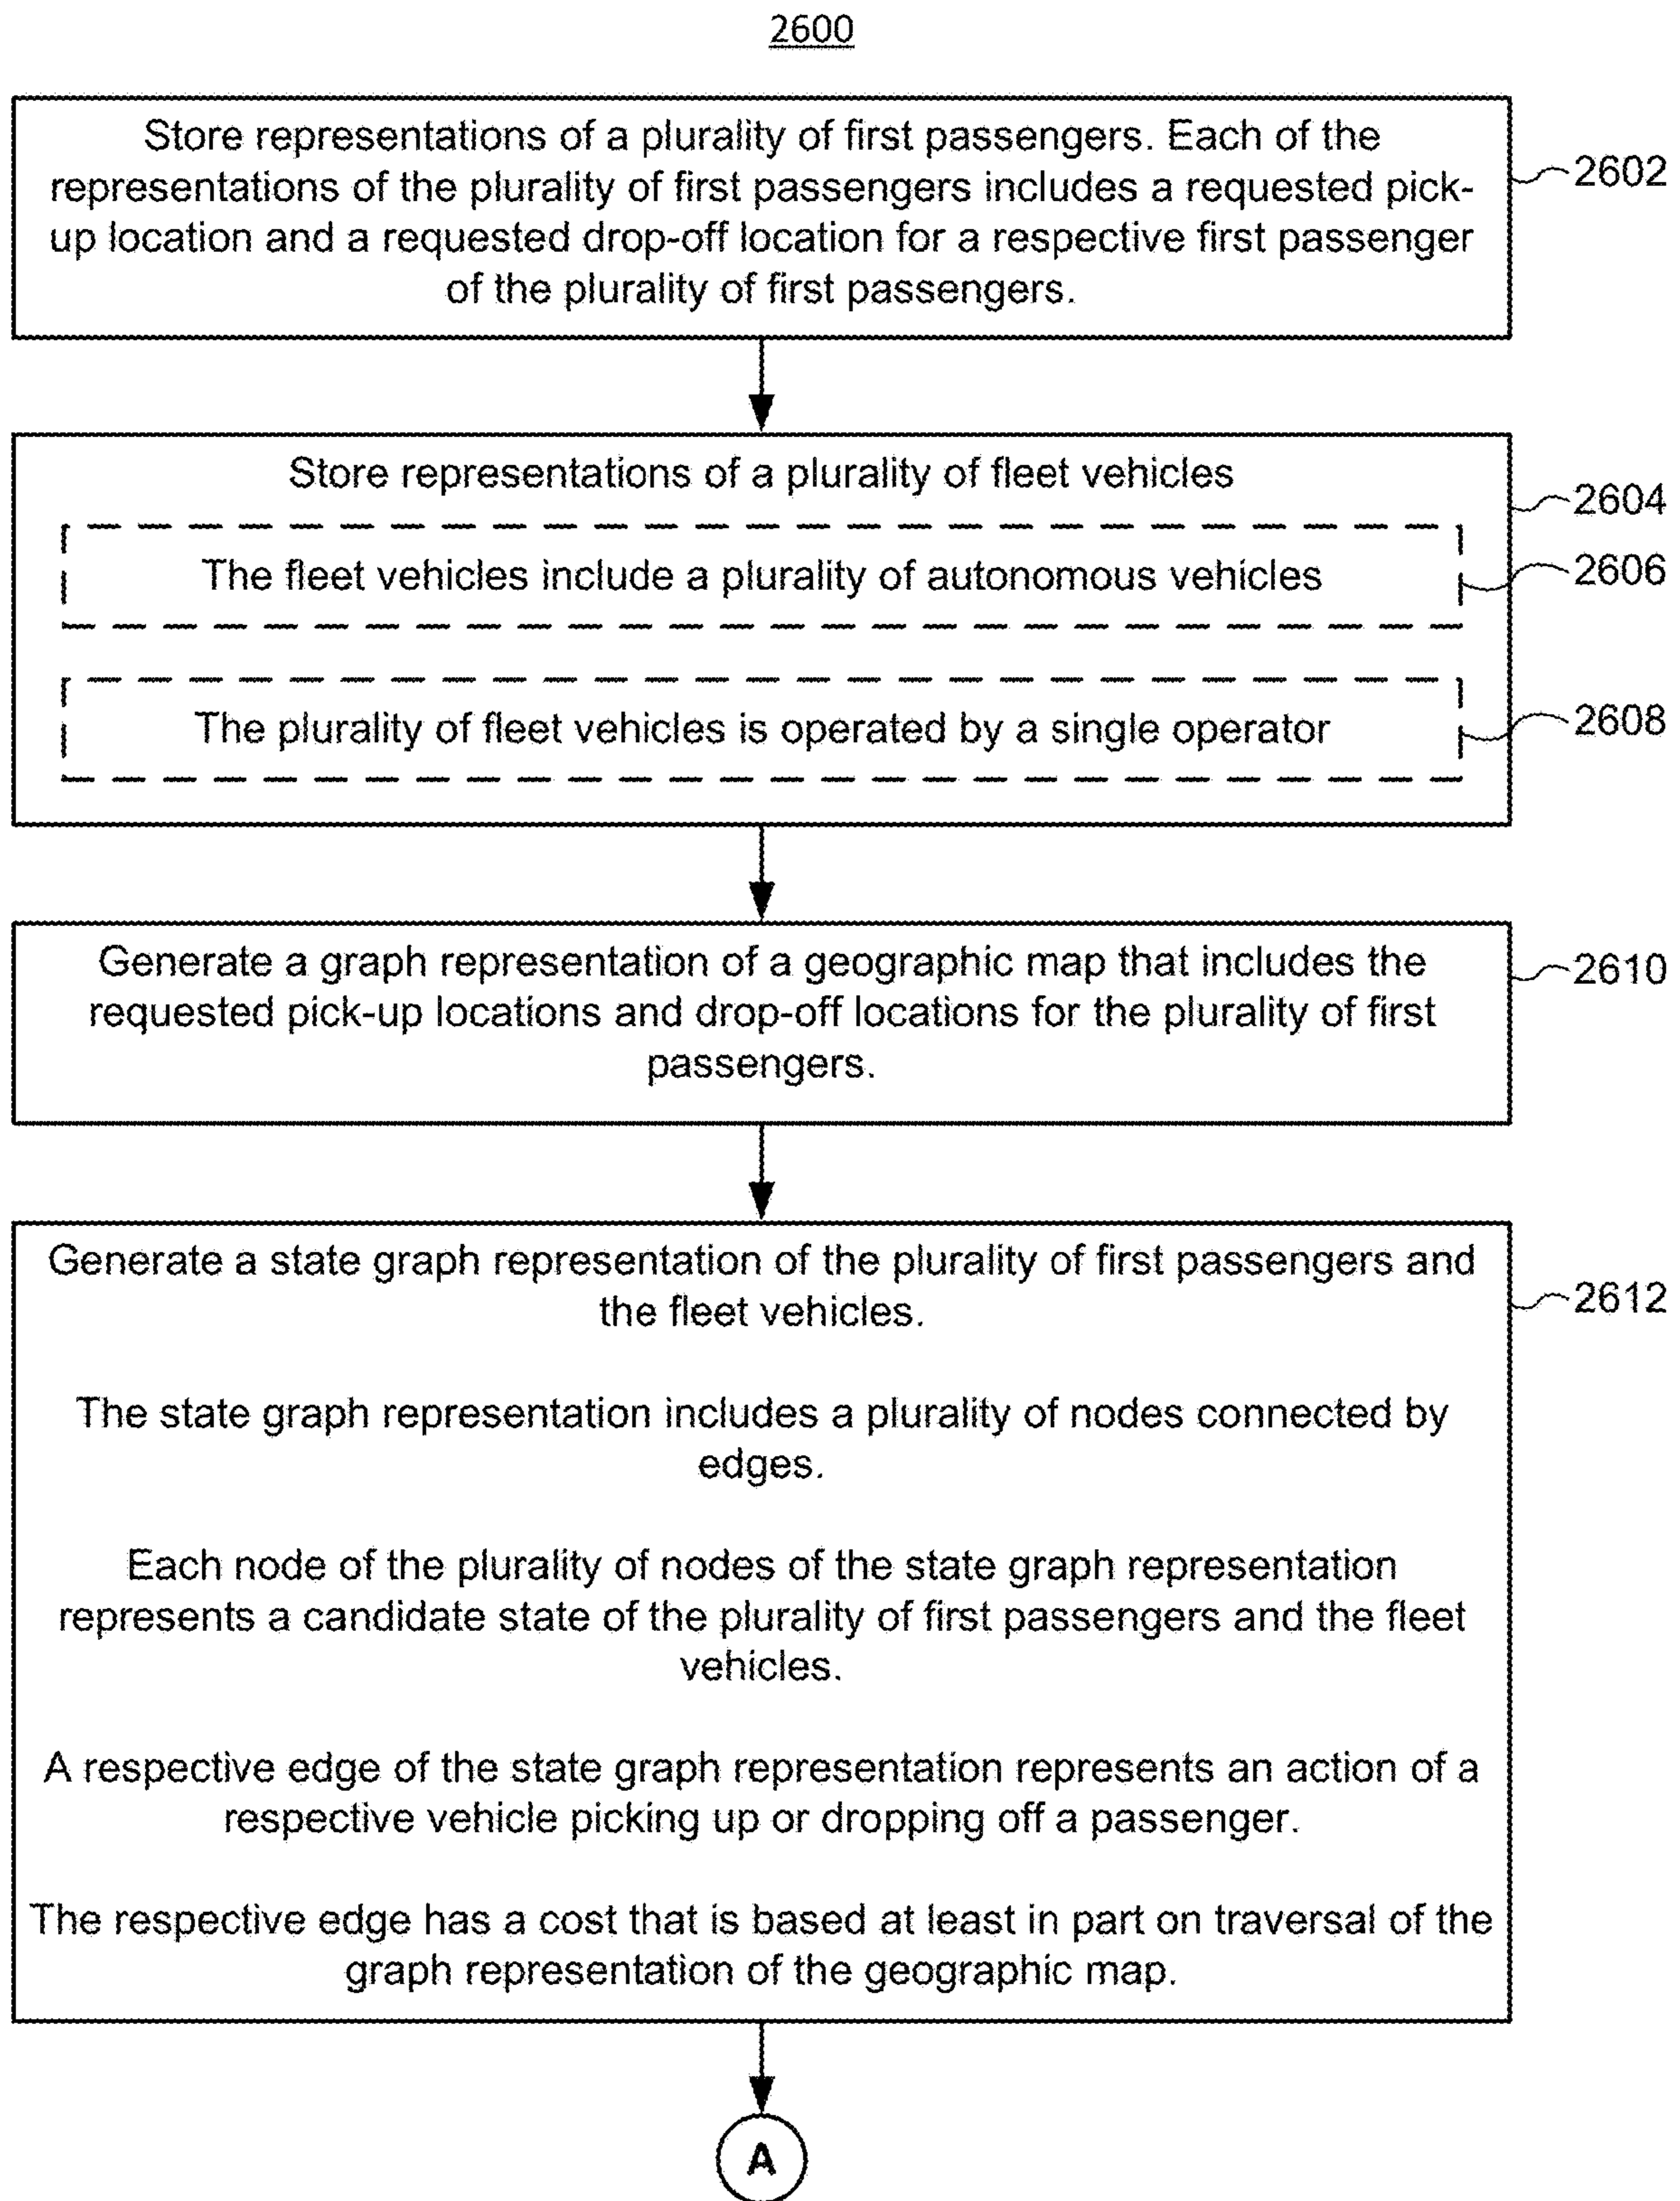 2600
Store representations of a plurality of first passengers. Each of the
representations of the plurality of first passengers includes a requested pick-
up location and a requested drop-off location for a respective first passenger
of the plurality of first passengers.
2602
Store representations of a plurality of fleet vehicles
2604
The fleet vehicles include a plurality of autonomous vehicles
2606
The plurality of fleet vehicles is operated by a single operator
2608
Generate a graph representation of a geographic map that includes the
requested pick-up locations and drop-off locations for the plurality of first
passengers.
2610
Generate a state graph representation of the plurality of first passengers and
the fleet vehicles.
2612
The state graph representation includes a plurality of nodes connected by
edges.
Each node of the plurality of nodes of the state graph representation
represents a candidate state of the plurality of first passengers and the fleet
vehicles.
A respective edge of the state graph representation represents an action of a
respective vehicle picking up or dropping off a passenger.
The respective edge has a cost that is based at least in part on traversal of the
graph representation of the geographic map.
A